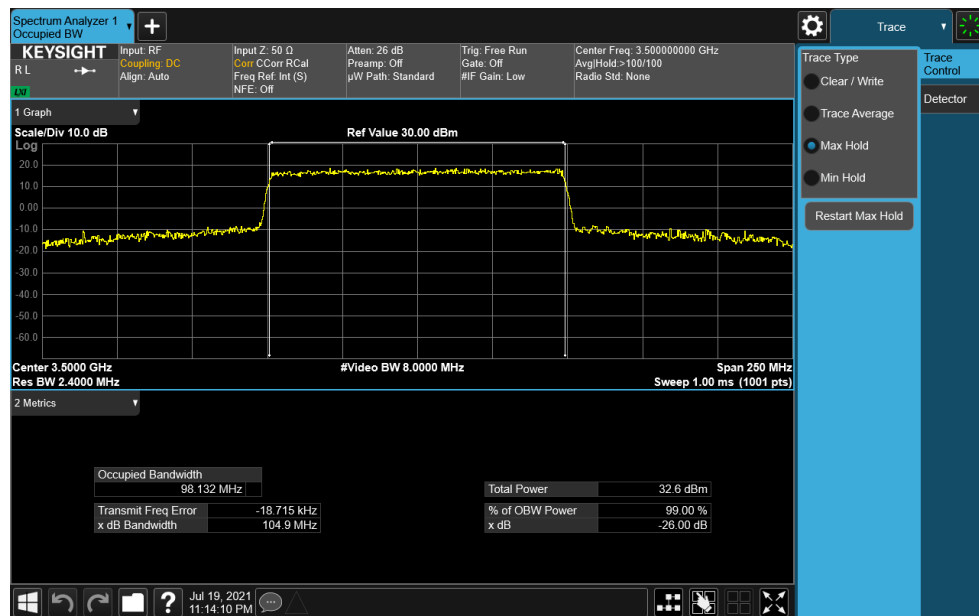 Spectrum Analyzer 1
Occupied BW
+
Trace
KEYSIGHT
R L
LXI
Input: RF
Coupling: DC
Align: Auto
Input Z: 50 Ω
Corr CCorr RCal
Freq Ref: Int (S)
NFE: Off
Atten: 26 dB
Preamp: Off
µW Path: Standard
Trig: Free Run
Gate: Off
#IF Gain: Low
Center Freq: 3.500000000 GHz
Avg|Hold:>100/100
Radio Std: None
Trace Type
Clear / Write
Trace Average
Max Hold
Min Hold
Restart Max Hold
Trace
Control
Detector
1 Graph
Scale/Div 10.0 dB
Ref Value 30.00 dBm
Log
20.0
10.0
0.00
-10.0
-20.0
-30.0
-40.0
-50.0
-60.0
Center 3.5000 GHz
#Video BW 8.0000 MHz
Span 250 MHz
Res BW 2.4000 MHz
Sweep 1.00 ms (1001 pts)
2 Metrics
Occupied Bandwidth
98.132 MHz
Total Power 32.6 dBm
Transmit Freq Error -18.715 kHz
% of OBW Power 99.00 %
x dB Bandwidth 104.9 MHz
x dB -26.00 dB
?
Jul 19, 2021
11:14:10 PM